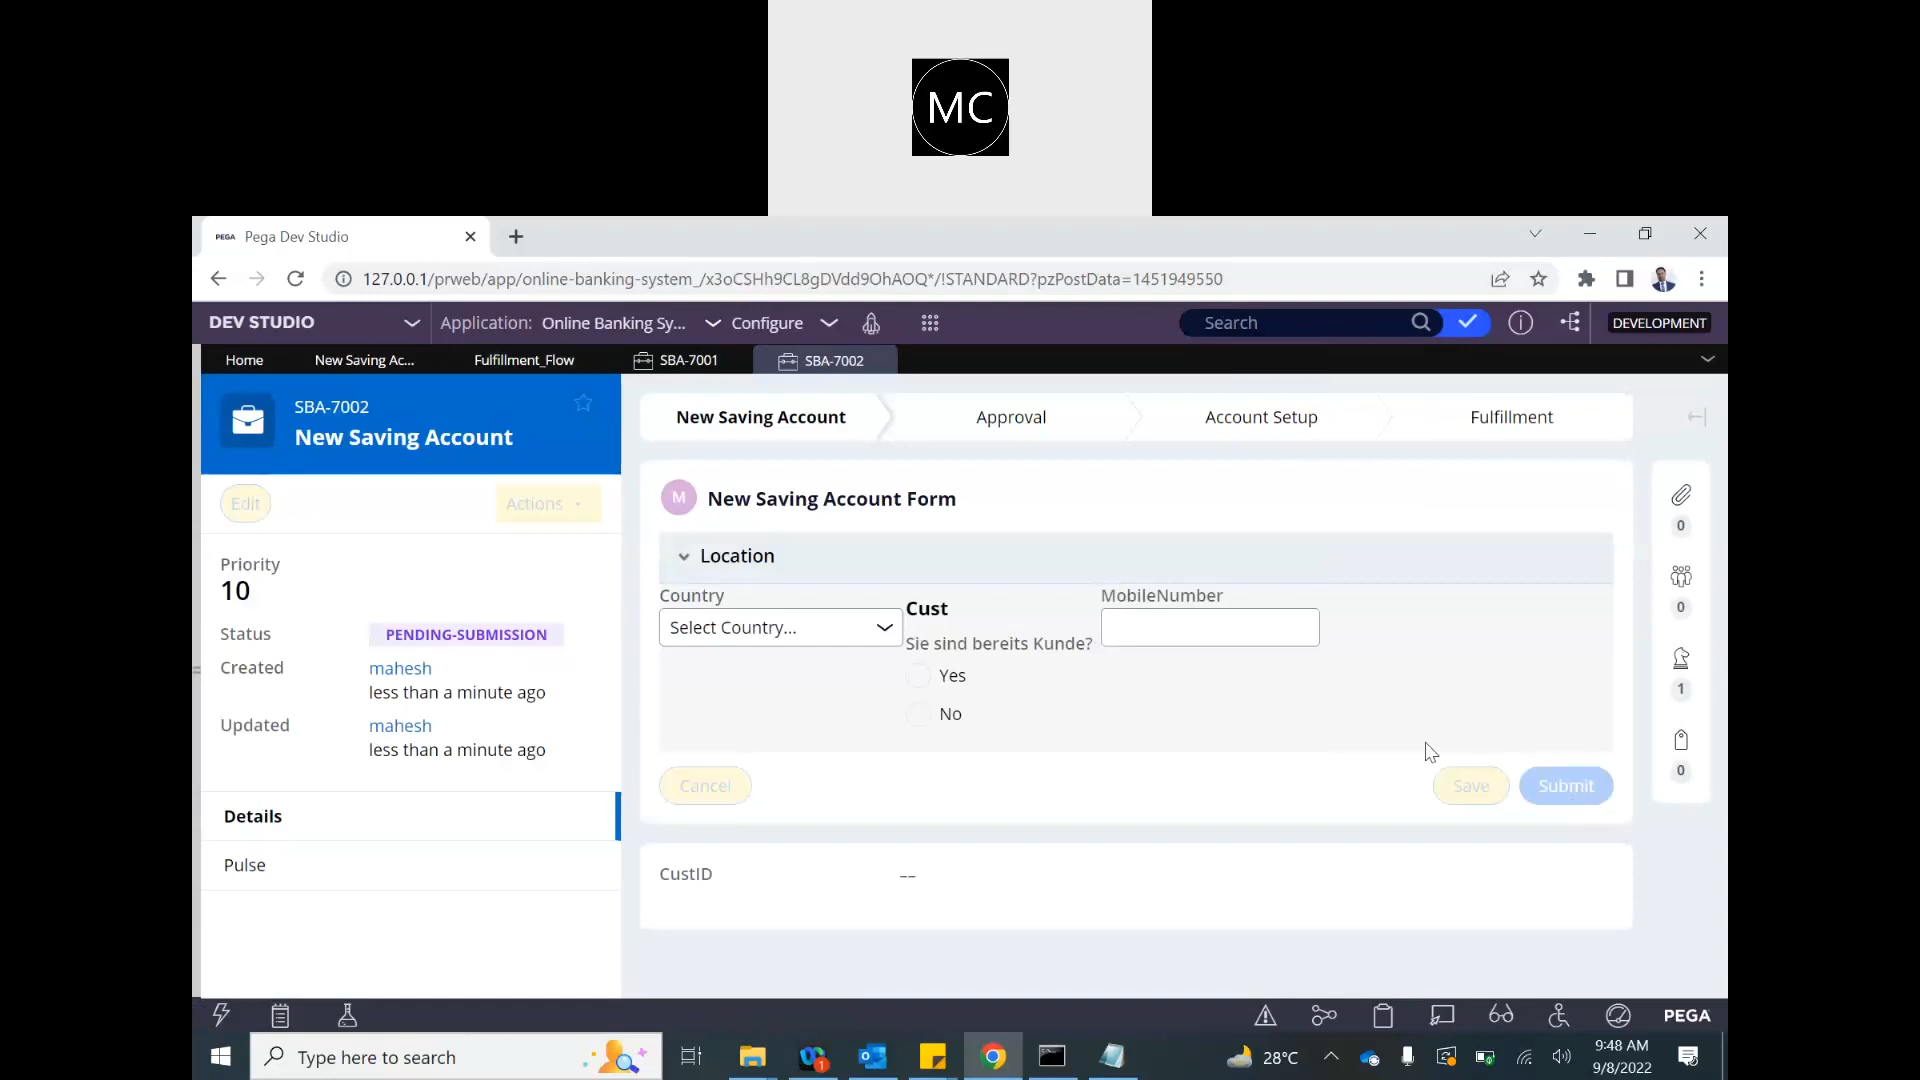 MC
PEGA Pega Dev Studio
127.0.0.1/prweb/app/online-banking-system_/x3oCSHh9CL8gDVdd9OhAOQ*/!STANDARD?pzPostData=1451949550
DEV STUDIO Application: Online Banking Sy... Configure Search DEVELOPMENT
Home New Saving Ac... Fulfillment_Flow SBA-7001 SBA-7002
SBA-7002
New Saving Account
Edit Actions
Priority
10
Status PENDING-SUBMISSION
Created mahesh
less than a minute ago
Updated mahesh
less than a minute ago
Details
Pulse
New Saving Account Approval Account Setup Fulfillment
M New Saving Account Form
Location
Country
Select Country...
Cust
Sie sind bereits Kunde?
Yes
No
MobileNumber
Cancel Save Submit
CustID --
0
0
1
0
PEGA
Type here to search
1
28°C
9:48 AM
9/8/2022